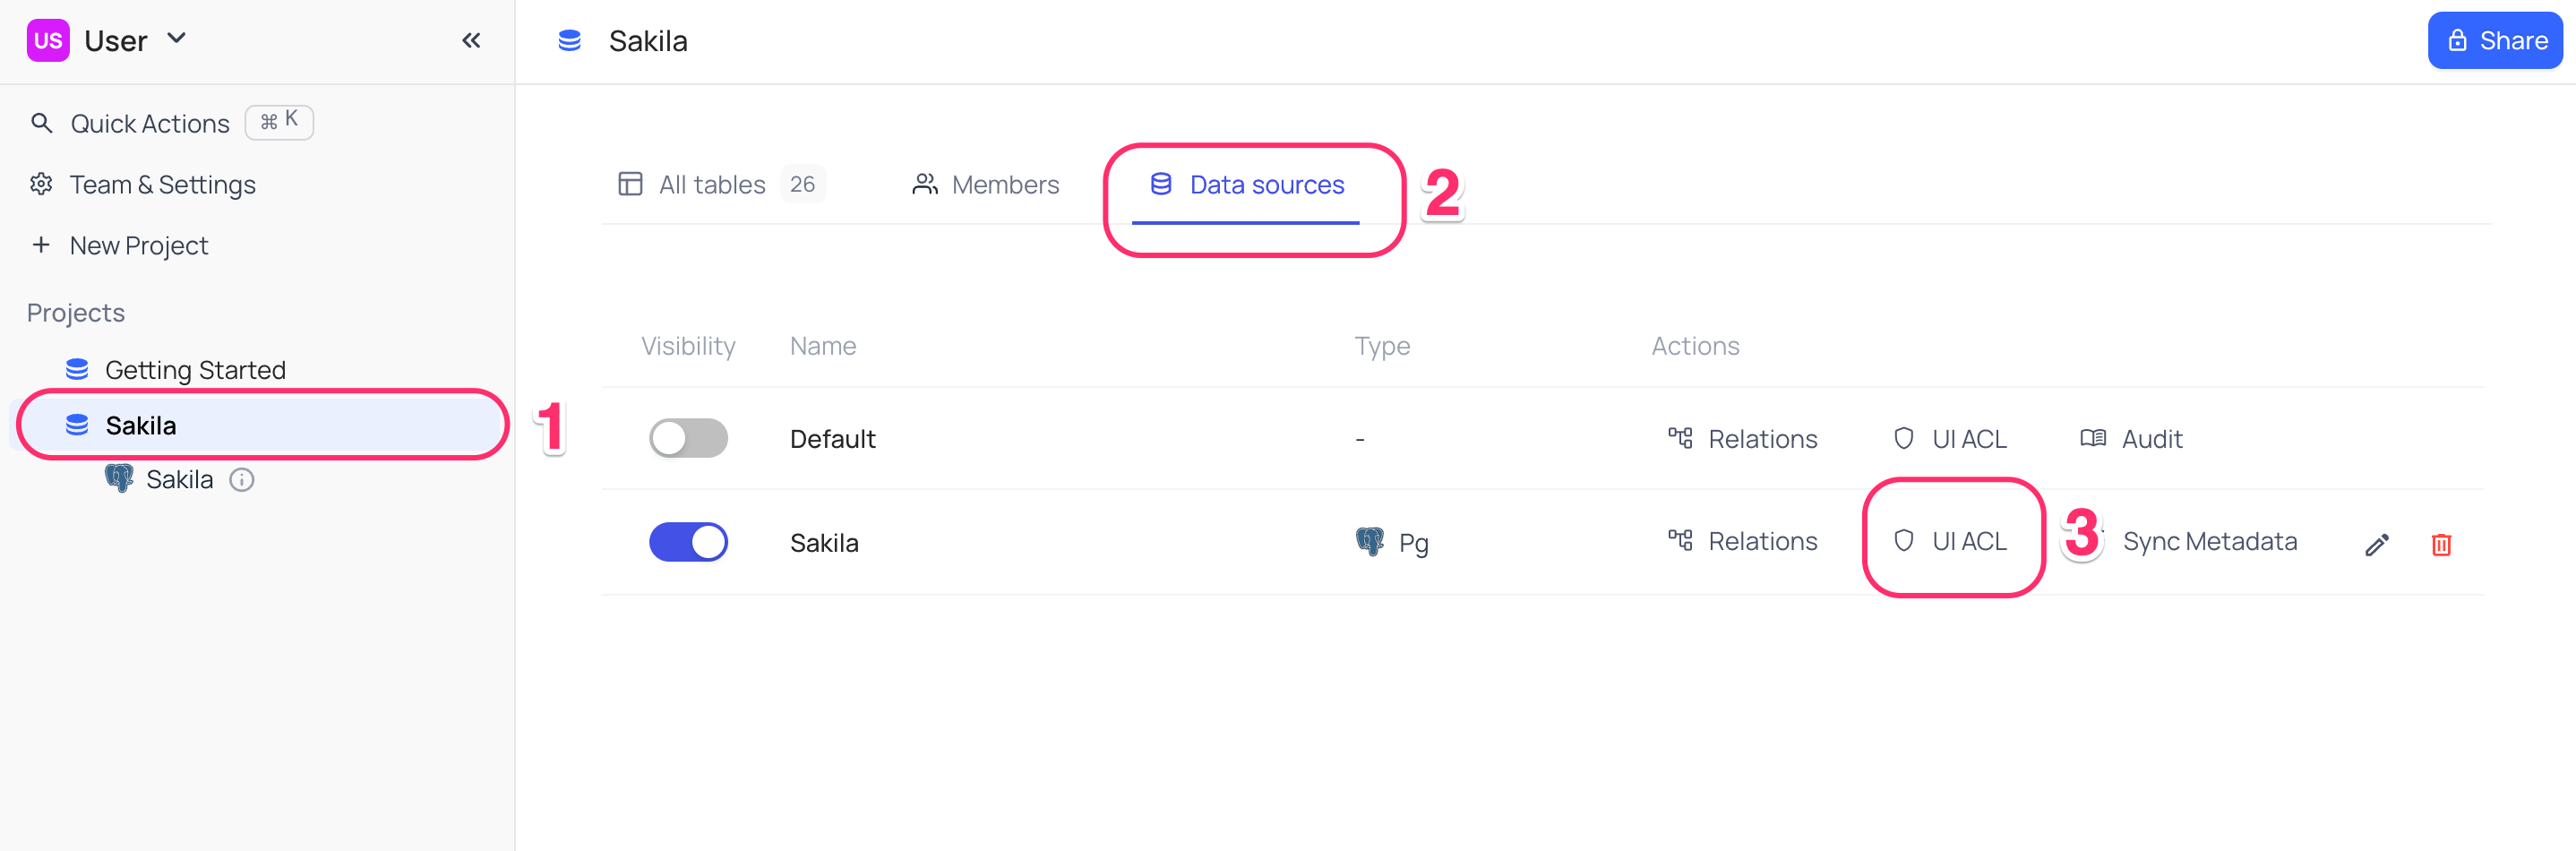 US User
Sakila
Share
Quick Actions ⌘ K
Team & Settings
New Project
Projects
Getting Started
Sakila
1
Sakila
All tables 26
Members
Data sources
2
Visibility Name Type Actions
Default - Relations UI ACL Audit
Sakila Pg Relations UI ACL 3 Sync Metadata